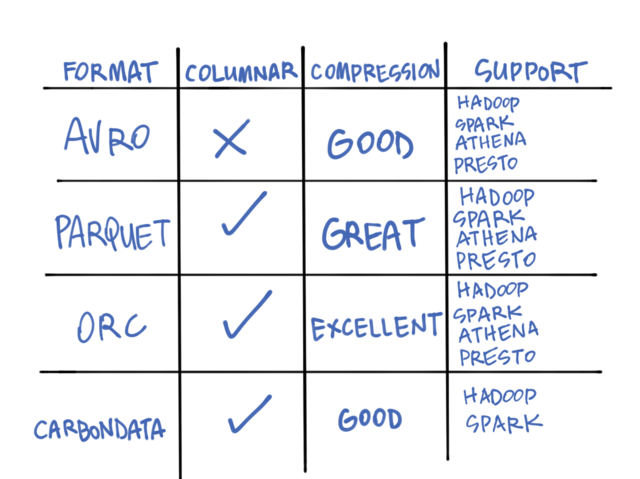 FORMAT COLUMNAR COMPRESSION SUPPORT
AVRO X GOOD HADOOP
SPARK
ATHENA
PRESTO
PARQUET ✓ GREAT HADOOP
SPARK
ATHENA
PRESTO
ORC ✓ EXCELLENT HADOOP
SPARK
ATHENA
PRESTO
CARBONDATA ✓ GOOD HADOOP
SPARK